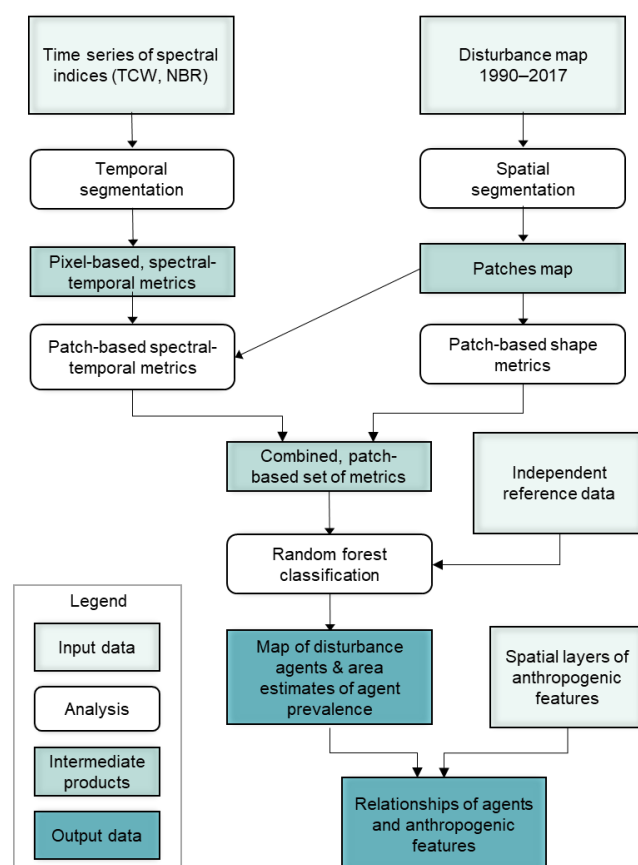 Time series of spectral
indices (TCW, NBR)
Disturbance map
1990–2017
Temporal
segmentation
Spatial
segmentation
Pixel-based, spectral-
temporal metrics
Patches map
Patch-based spectral-
temporal metrics
Patch-based shape
metrics
Combined, patch-
based set of metrics
Independent
reference data
Random forest
classification
Legend
Input data
Analysis
Intermediate
products
Output data
Map of disturbance
agents & area
estimates of agent
prevalence
Spatial layers of
anthropogenic
features
Relationships of agents
and anthropogenic
features